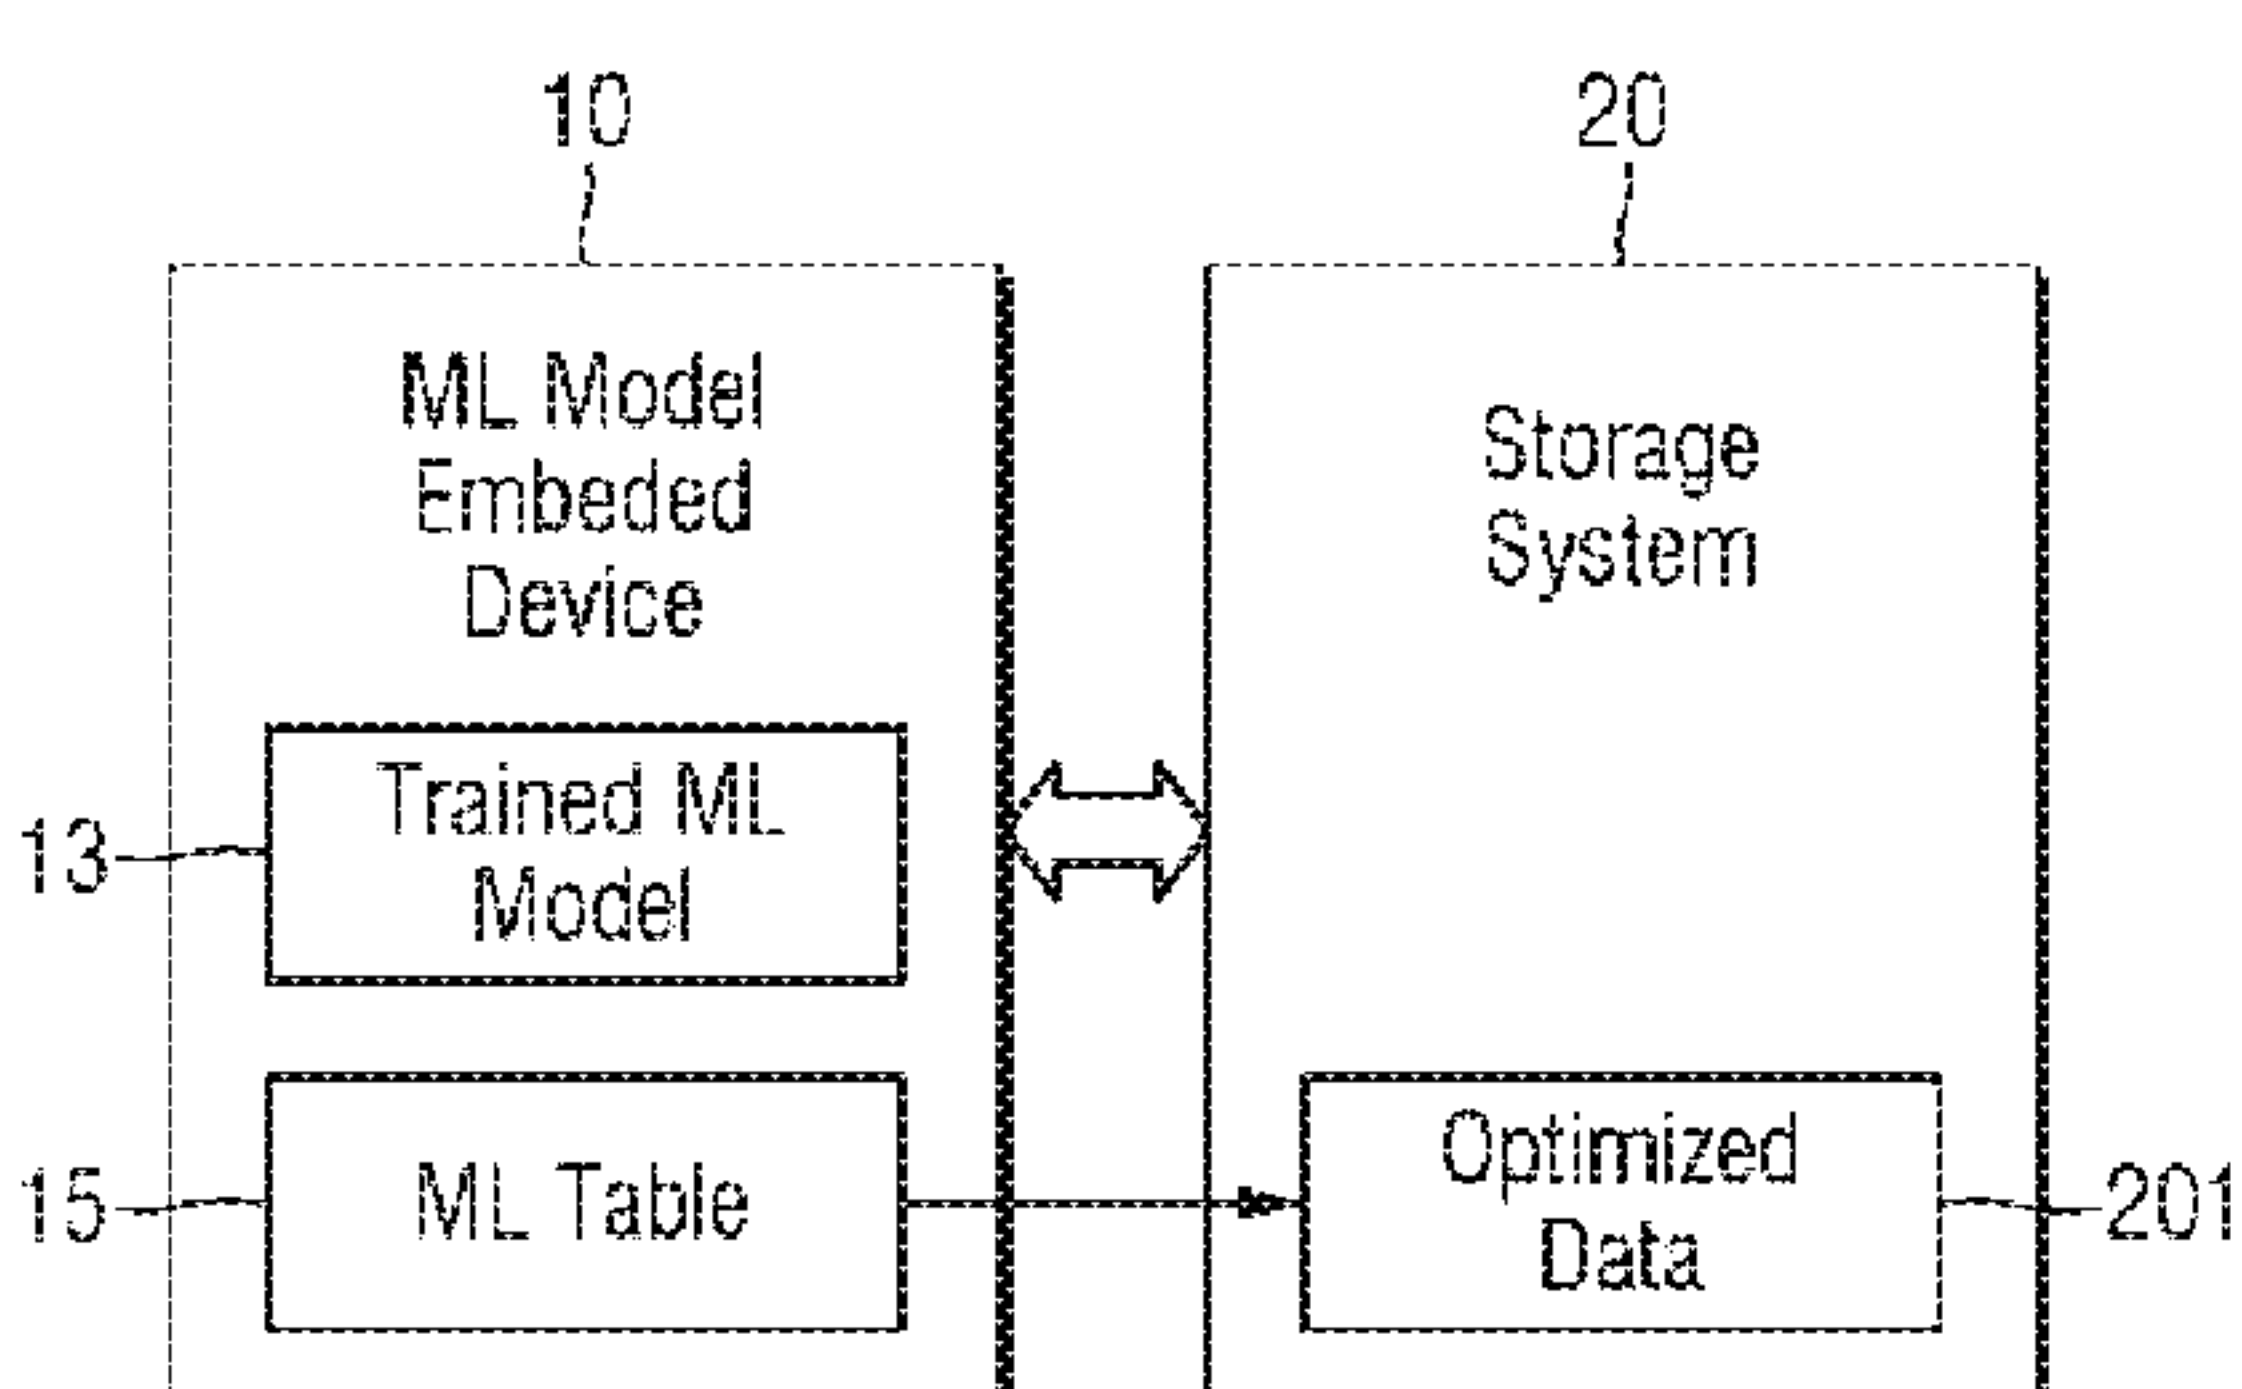 10
20
ML Model
Embeded
Device
Storage
System
13
Trained ML
Model
15
ML Table
Optimized
Data
201